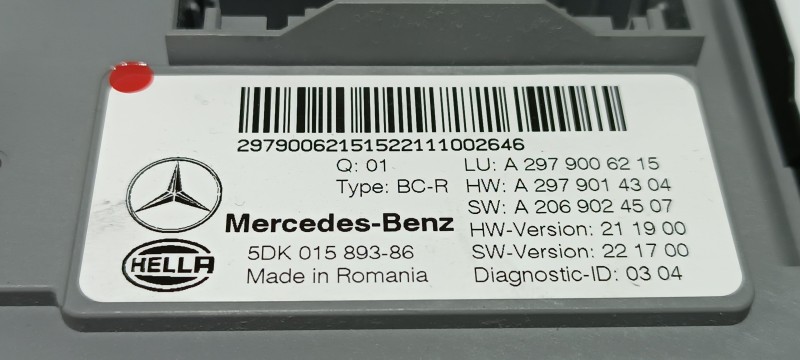 29790062151522111002646
Q: 01
Type: BC-R
LU: A 297 900 62 15
HW: A 297 901 43 04
SW: A 206 902 45 07
HW-Version: 21 19 00
SW-Version: 22 17 00
Diagnostic-ID: 03 04
Mercedes-Benz
HELLA
5DK 015 893-86
Made in Romania